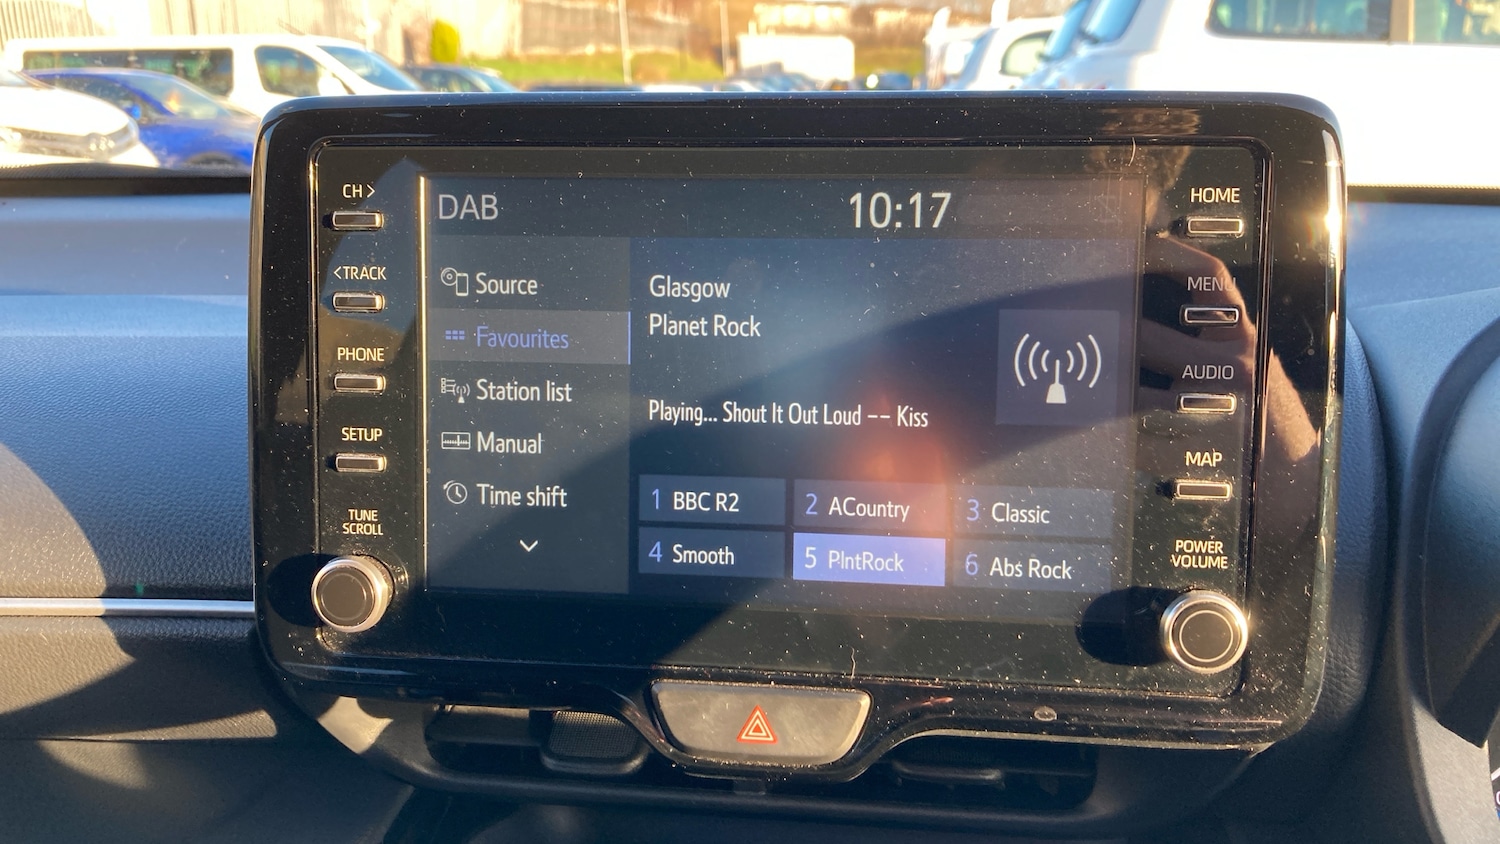 CH >
< TRACK
PHONE
SETUP
TUNE
SCROLL
DAB
10:17
Source
Favourites
Station list
Manual
Time shift
Glasgow
Planet Rock
Playing... Shout It Out Loud -- Kiss
1 BBC R2
2 ACountry
3 Classic
4 Smooth
5 PlntRock
6 Abs Rock
HOME
MENU
AUDIO
MAP
POWER
VOLUME